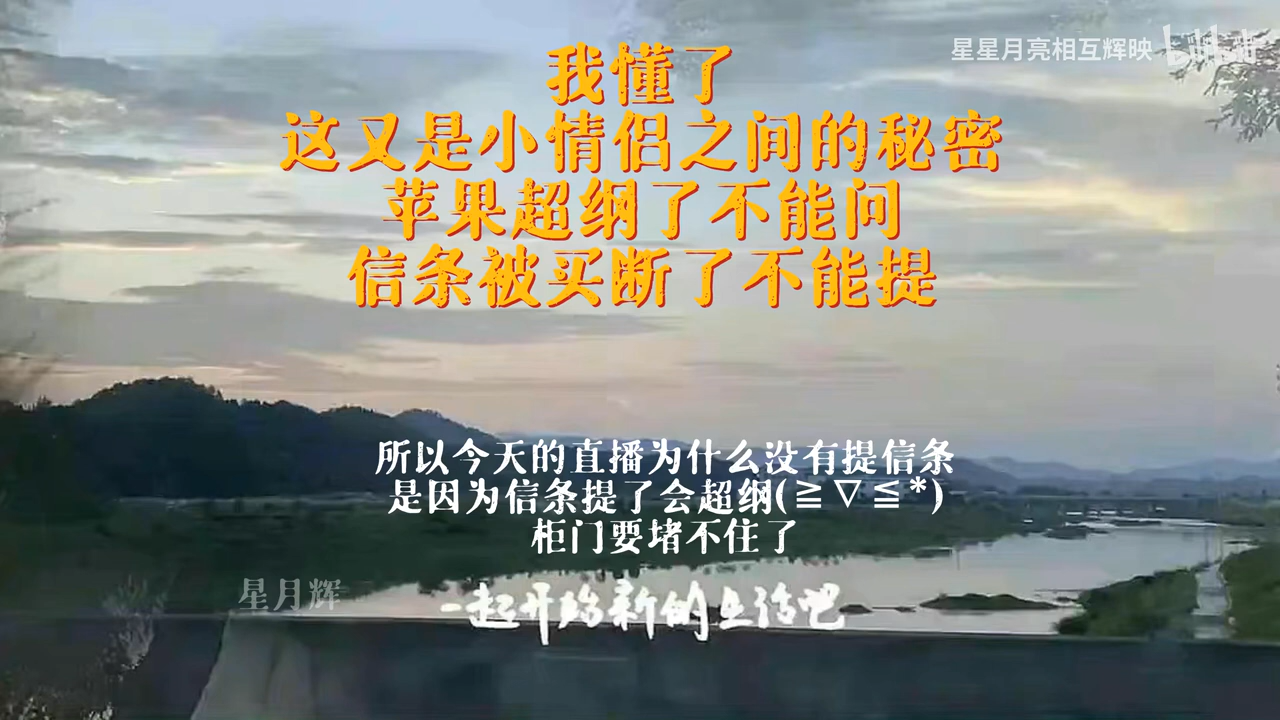 星星月亮相互辉映
bilibili
我懂了
这又是小情侣之间的秘密
苹果超纲了不能问
信条被买断了不能提
所以今天的直播为什么没有提信条
是因为信条提了会超纲(≧▽≦*)
柜门要堵不住了
星月辉
一起开始新的生活吧